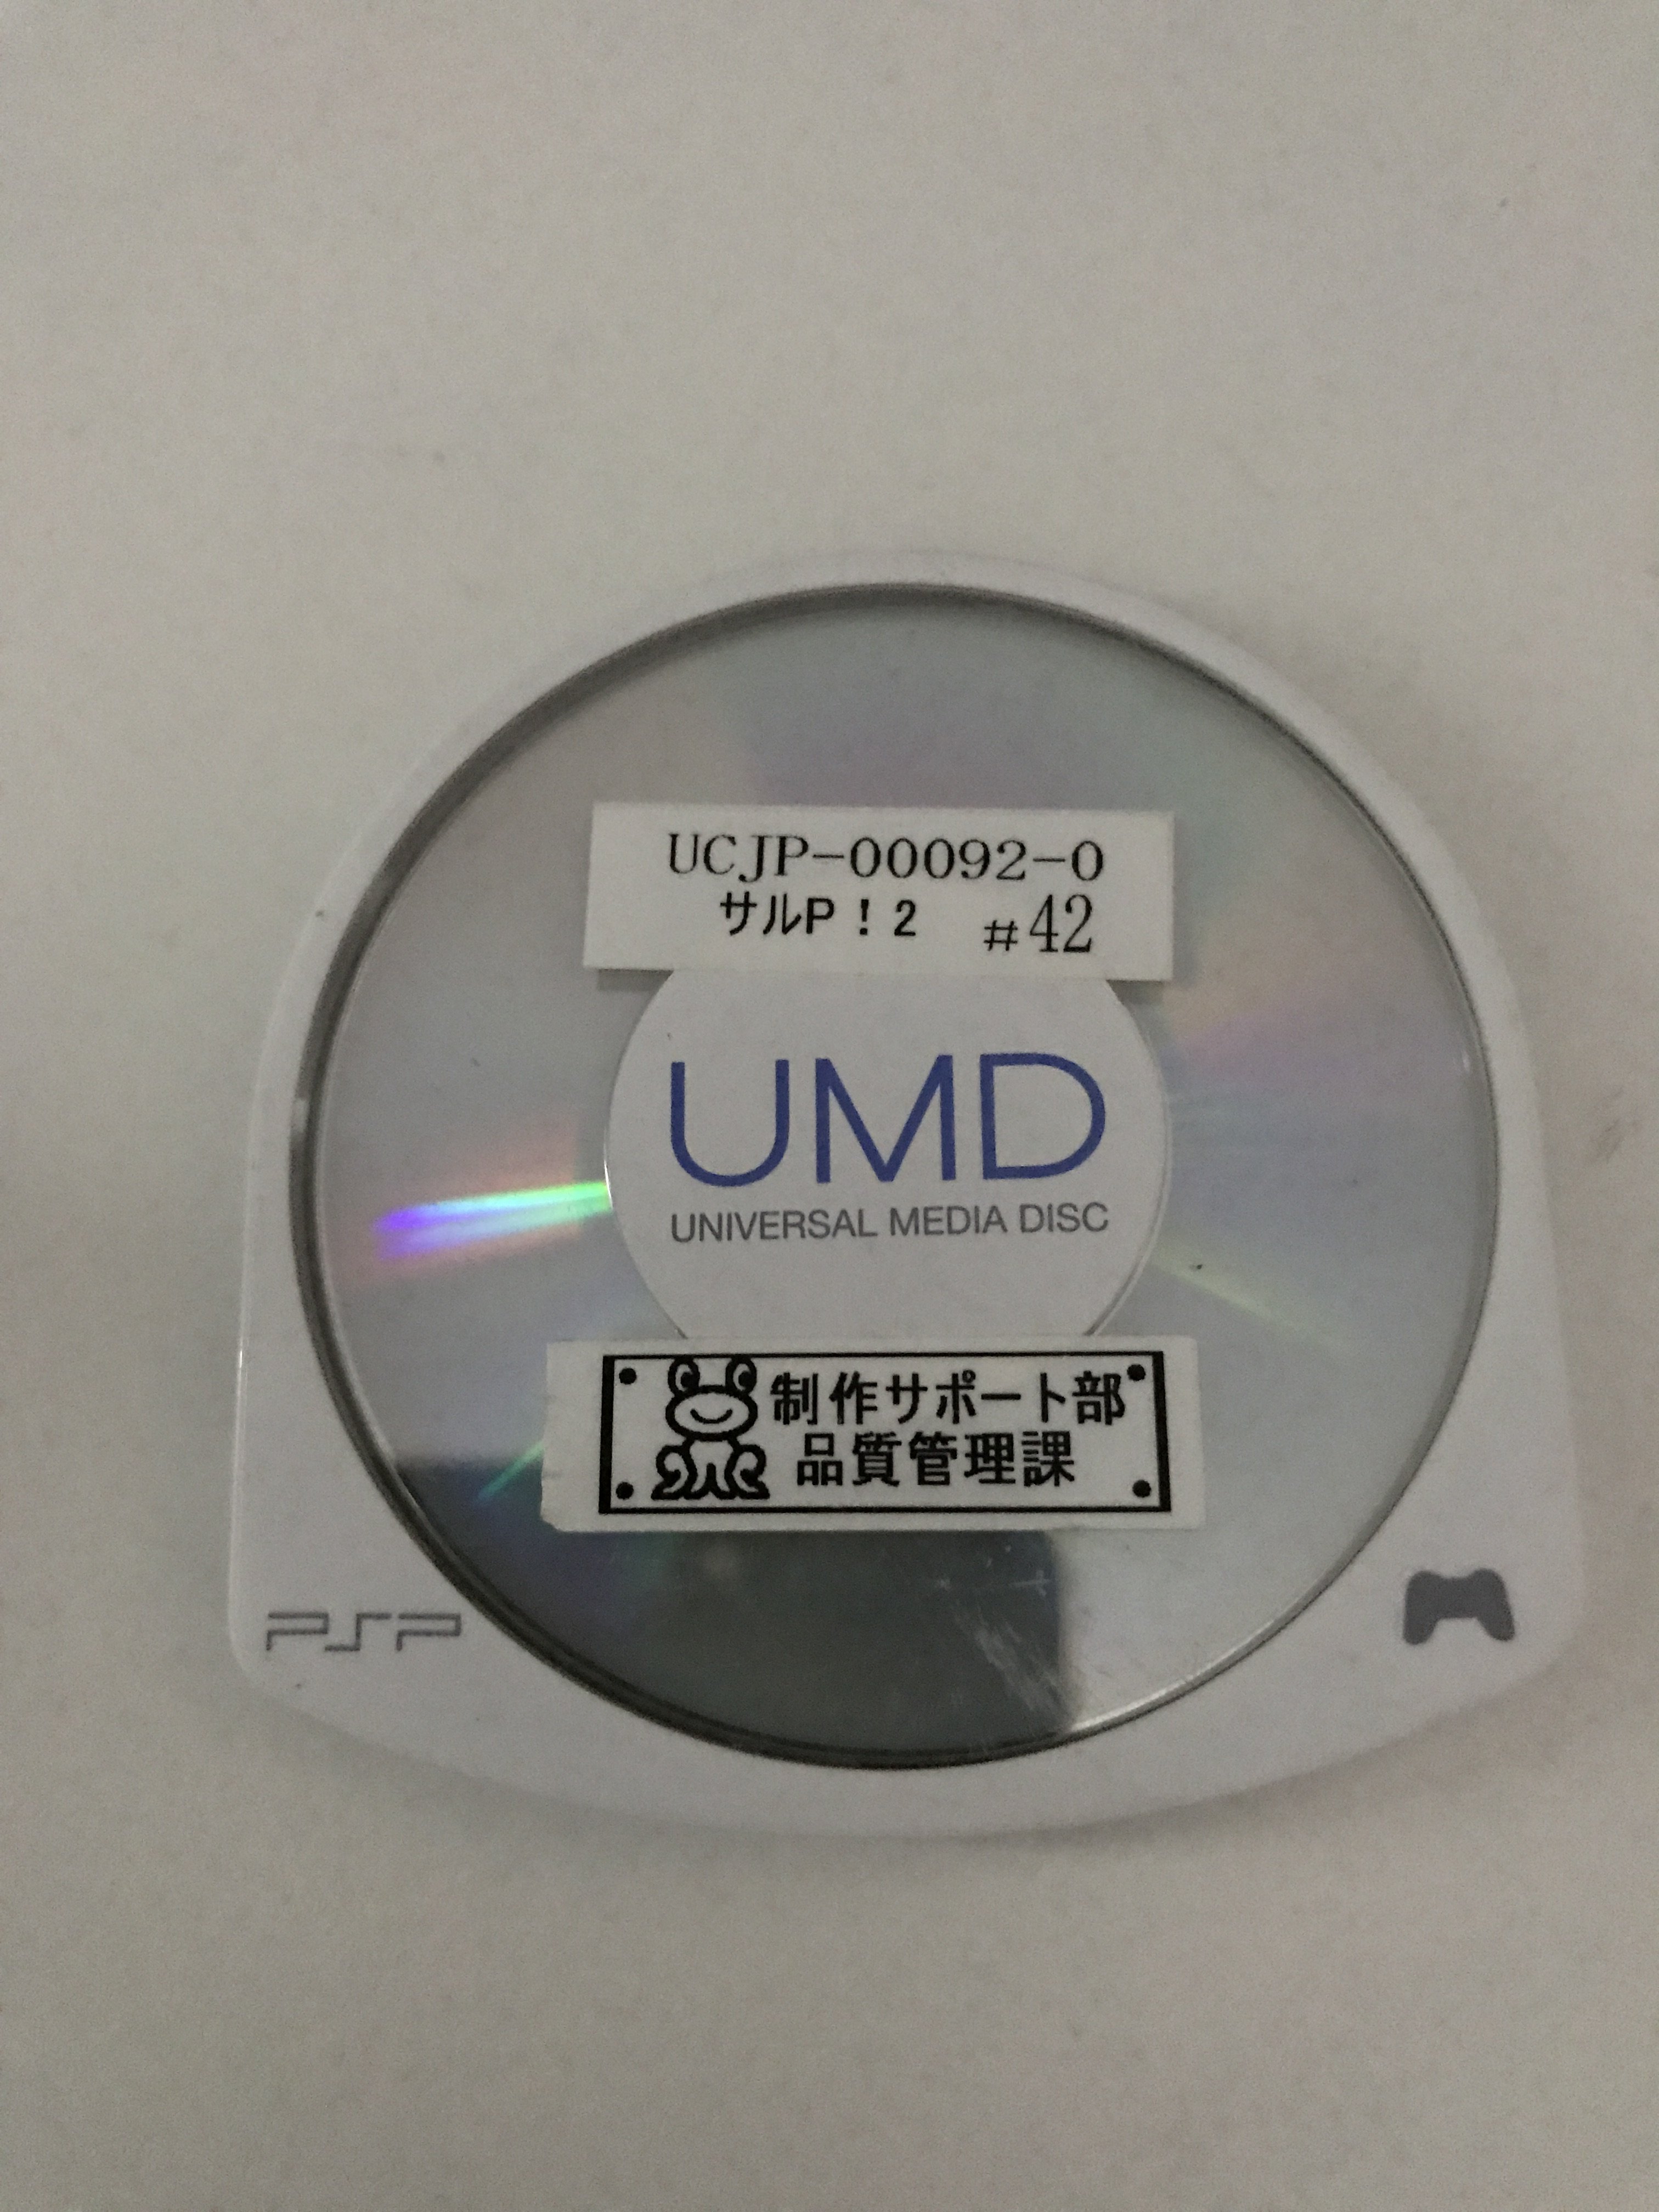 UCJP-00092-0
サルP！2 #42
UMD
UNIVERSAL MEDIA DISC
制作サポート部
品質管理課
PSP